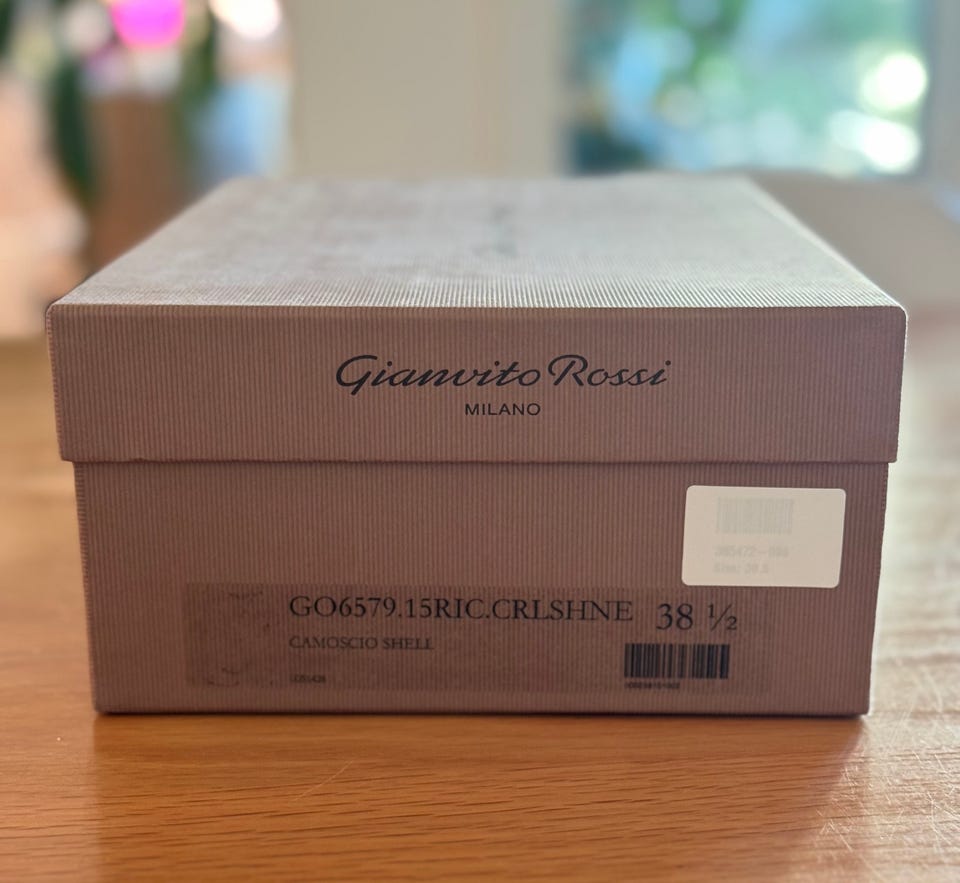 Gianvito Rossi
MILANO
GO6579.15RIC.CRLSHNE 38 ½
CAMOSCIO SHELL